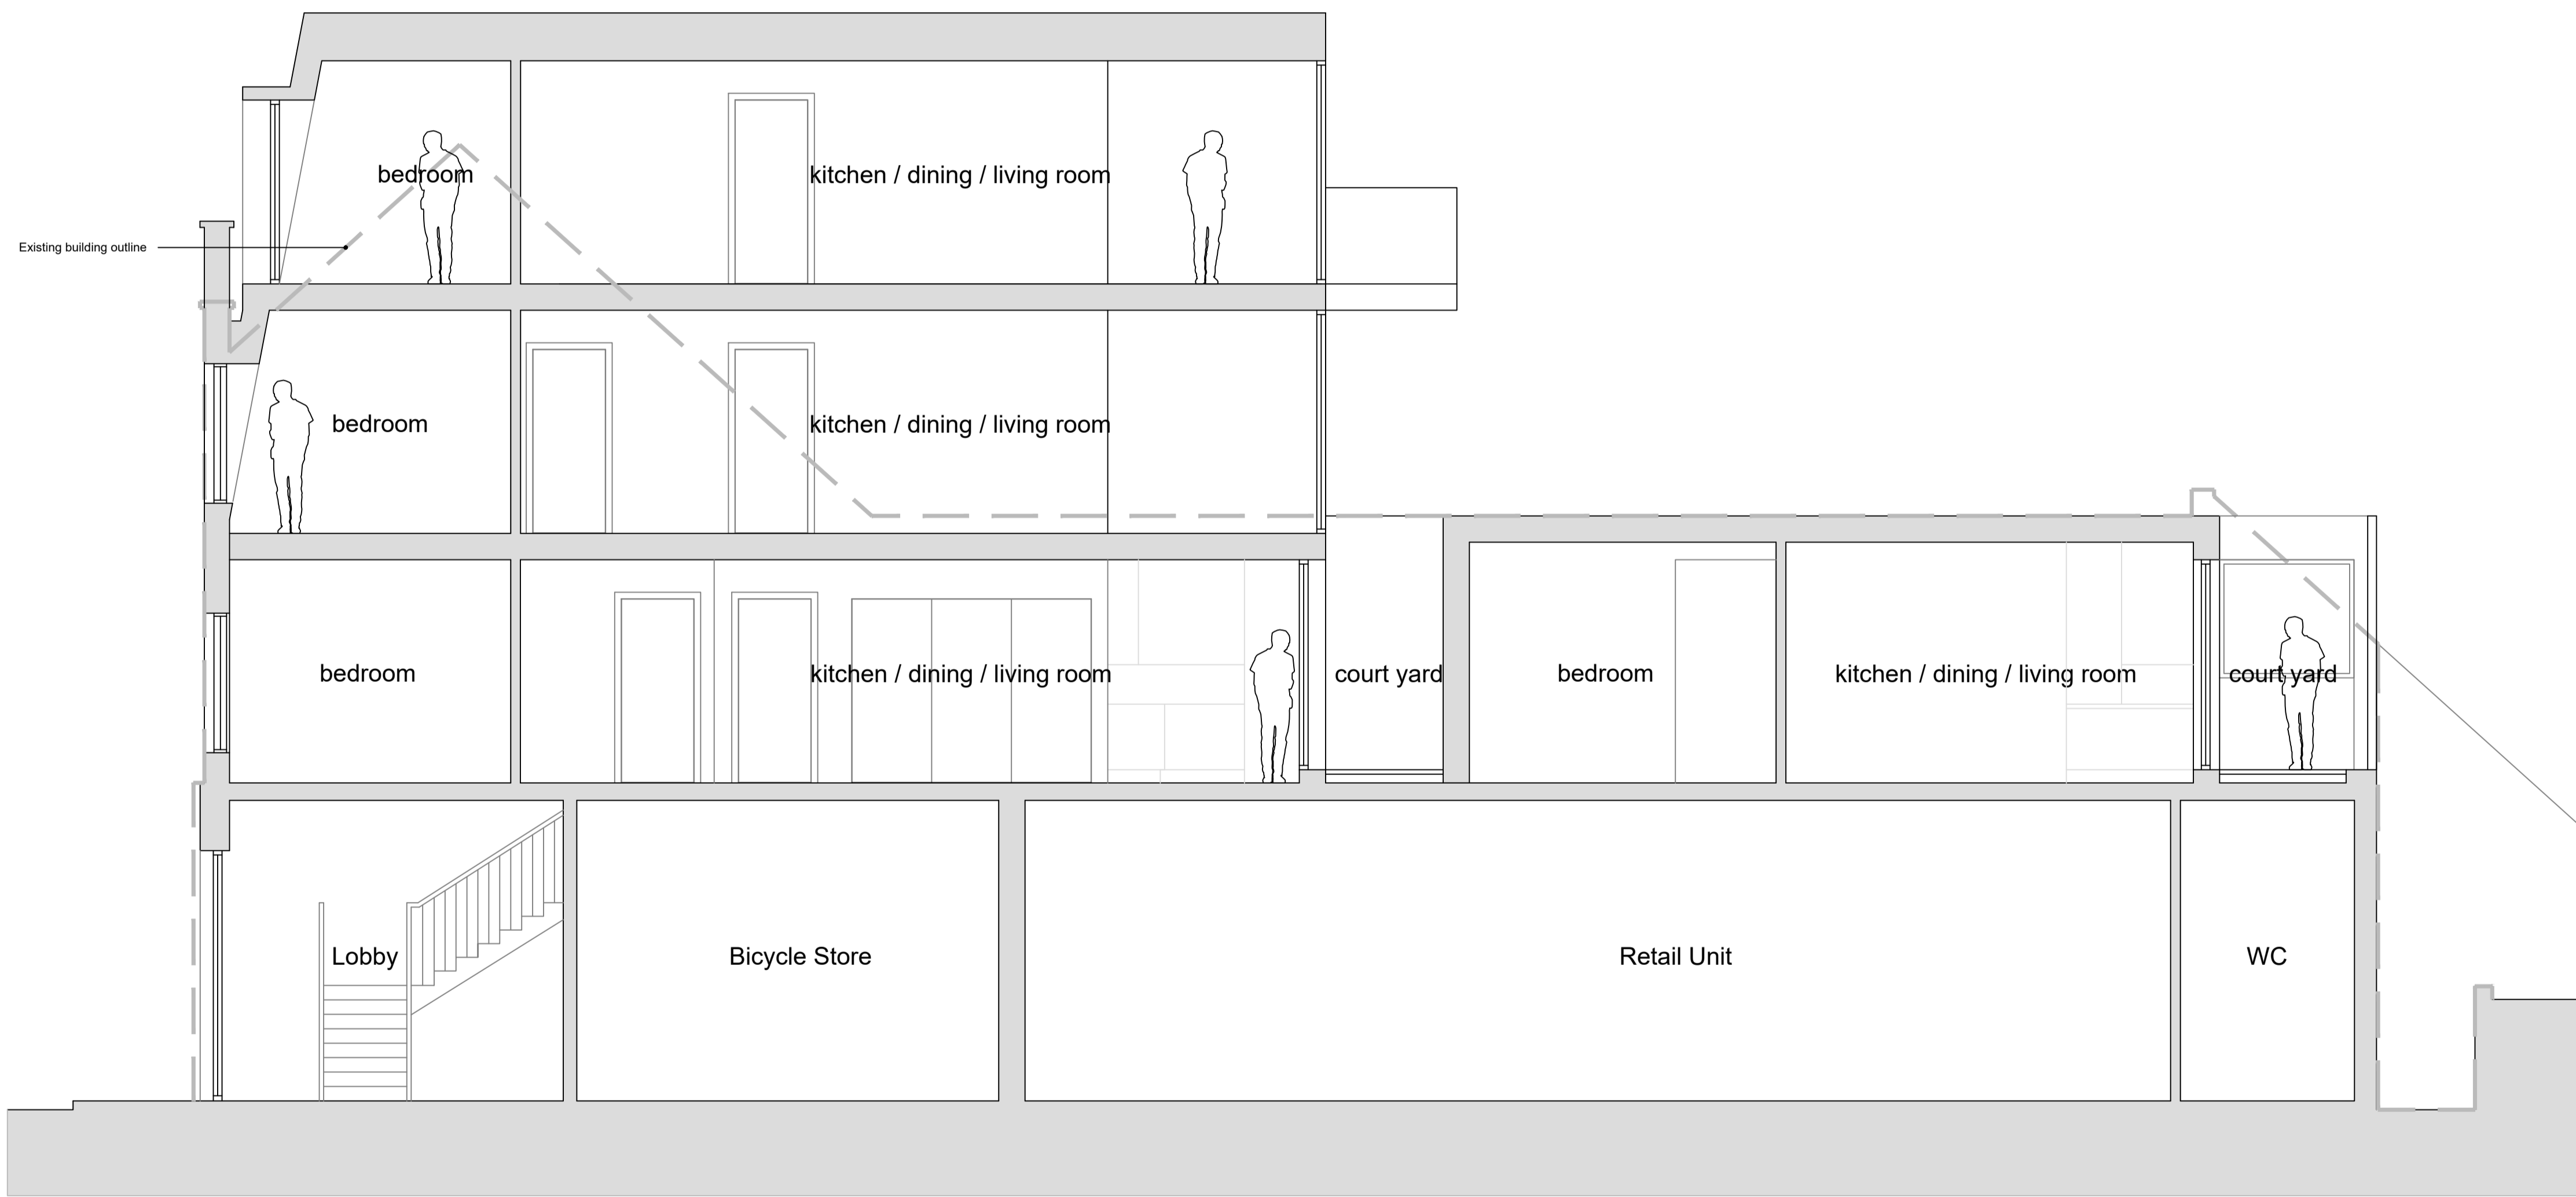 bedroom
kitchen / dining / living room
Existing building outline
bedroom
kitchen / dining / living room
bedroom
kitchen / dining / living room
court yard
bedroom
kitchen / dining / living room
court yard
Lobby
Bicycle Store
Retail Unit
WC